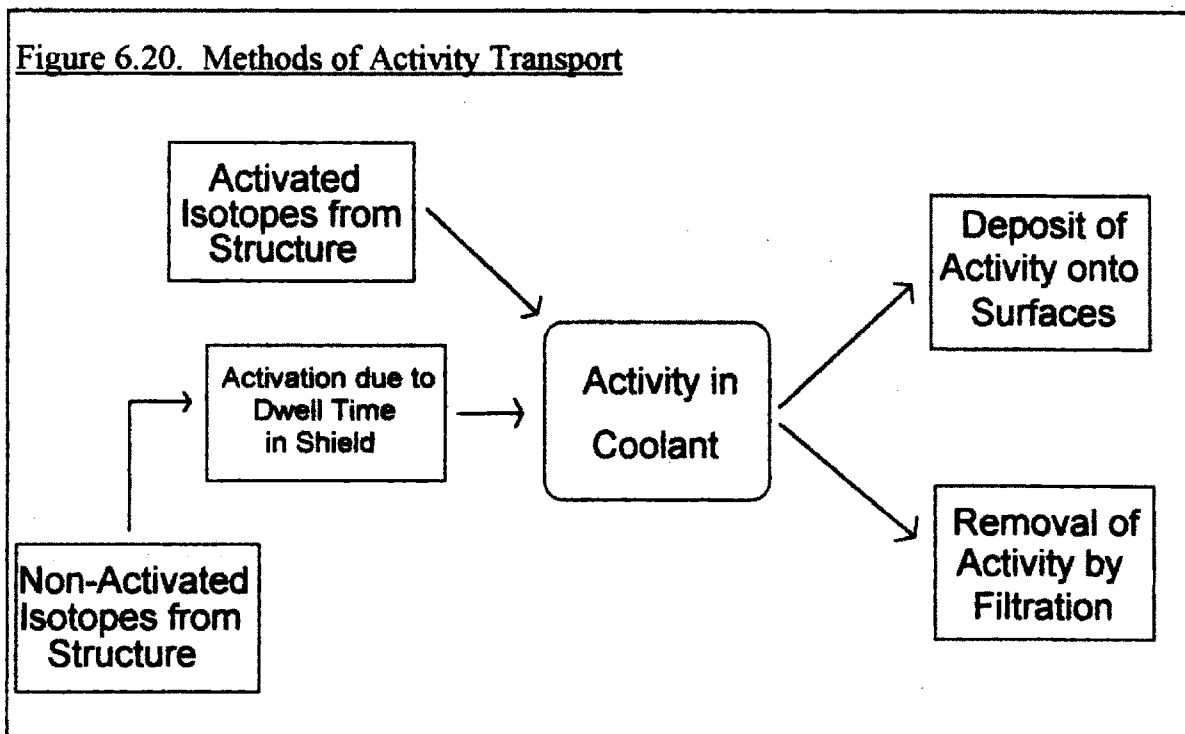 Figure 6.20. Methods of Activity Transport
Activated
Isotopes from
Structure
Deposit of
Activity onto
Surfaces
Activation due to
Dwell Time
in Shield
Activity in
Coolant
Non-Activated
Isotopes from
Structure
Removal of
Activity by
Filtration